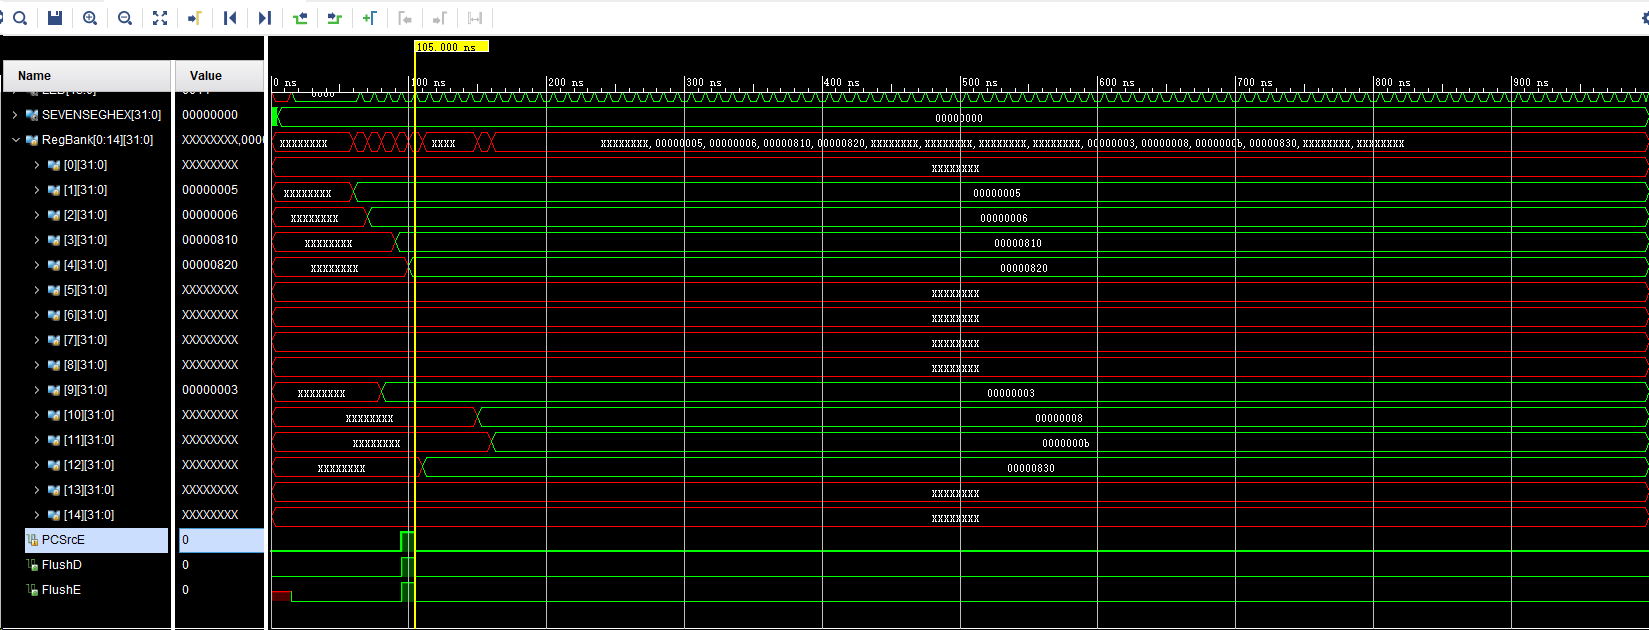 105.000 ns
Name Value
0 ns 100 ns 200 ns 300 ns 400 ns 500 ns 600 ns 700 ns 800 ns 900 ns
SEVENSEGHEX[31:0] 00000000 00000000
RegBank[0:14][31:0] XXXXXXXX,000 XXXXXXXX XXXX XXXXXXXX,00000005,00000006,00000810,00000820,XXXXXXXX,XXXXXXXX,XXXXXXXX,XXXXXXXX,00000003,00000008,0000000b,00000830,XXXXXXXX,XXXXXXXX
[0][31:0] XXXXXXXX XXXXXXXX
[1][31:0] 00000005 XXXXXXXX 00000005
[2][31:0] 00000006 XXXXXXXX 00000006
[3][31:0] 00000810 XXXXXXXX 00000810
[4][31:0] 00000820 XXXXXXXX 00000820
[5][31:0] XXXXXXXX XXXXXXXX
[6][31:0] XXXXXXXX XXXXXXXX
[7][31:0] XXXXXXXX XXXXXXXX
[8][31:0] XXXXXXXX XXXXXXXX
[9][31:0] 00000003 XXXXXXXX 00000003
[10][31:0] XXXXXXXX XXXXXXXX 00000008
[11][31:0] XXXXXXXX XXXXXXXX 0000000b
[12][31:0] XXXXXXXX XXXXXXXX 00000830
[13][31:0] XXXXXXXX XXXXXXXX
[14][31:0] XXXXXXXX XXXXXXXX
PCSrcE 0
FlushD 0
FlushE 0